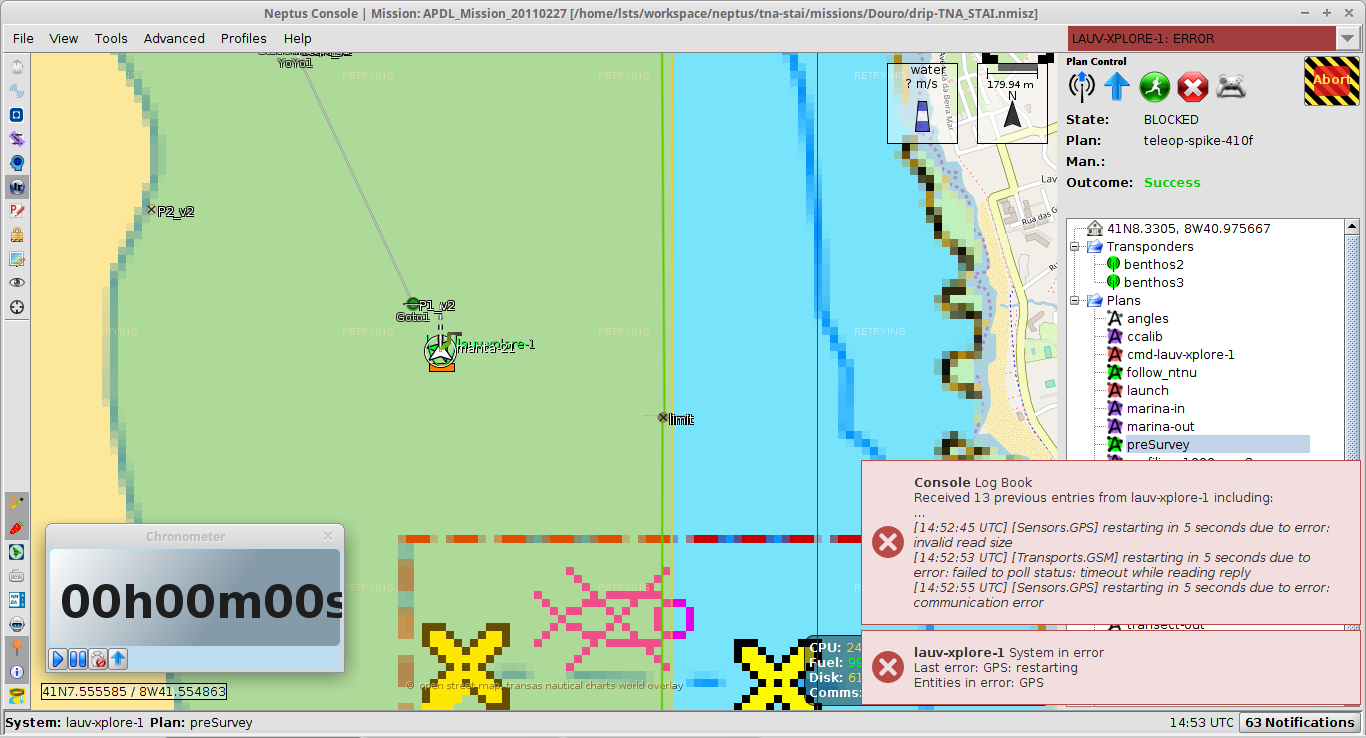 Neptus Console | Mission: APDL_Mission_20110227 [/home/lsts/workspace/neptus/tna-stai/missions/Douro/drip-TNA_STAI.nmisz]
File View Tools Advanced Profiles Help
LAUV-XPLORE-1: ERROR
Plan Control
Abort
State: BLOCKED
Plan: teleop-spike-410f
Man.:
Outcome: Success
YoYo1
RETRYING
RETRYING
RETRYING
water
? m/s
179.94 m
N
Avenida da Beira Mar
Lav
Rua das G
P2_v2
P1_v2
Goto1
lauv-xplore-1
manta-21
RETRYING
RETRYING
RETRYING
RETRYING
limit
41N8.3305, 8W40.975667
Transponders
benthos2
benthos3
Plans
angles
ccalib
cmd-lauv-xplore-1
follow_ntnu
launch
marina-in
marina-out
preSurvey
Console Log Book
Received 13 previous entries from lauv-xplore-1 including:
...
[14:52:45 UTC] [Sensors.GPS] restarting in 5 seconds due to error:
invalid read size
[14:52:53 UTC] [Transports.GSM] restarting in 5 seconds due to
error: failed to poll status: timeout while reading reply
[14:52:55 UTC] [Sensors.GPS] restarting in 5 seconds due to error:
communication error
transect-out
lauv-xplore-1 System in error
Last error: GPS: restarting
Entities in error: GPS
Chronometer
00h00m00s
RETRYING
RETRYING
CPU: 24
Fuel: 99
Disk: 61
Comms:
© open street map, transas nautical charts world overlay
41N7.555585 / 8W41.554863
System: lauv-xplore-1 Plan: preSurvey
14:53 UTC
63 Notifications